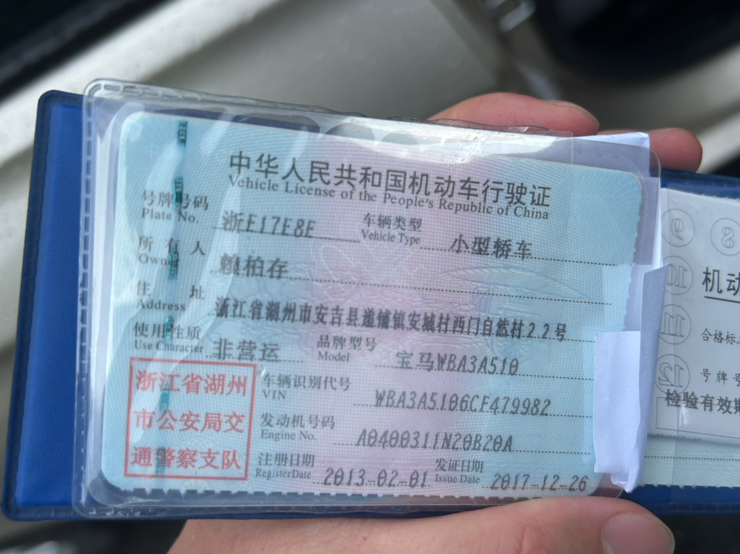 中华人民共和国机动车行驶证
Vehicle License of the People's Republic of China
号牌号码 浙E17E8E 车辆类型 小型轿车
Plate No. Vehicle Type
所有人 赖柏存
Owner
住址 浙江省湖州市安吉县递铺镇安城村西门自然村22号
Address
使用性质 非营运 品牌型号 宝马WBA3A510
Use Character Model
浙江省湖州
市公安局交
通警察支队
车辆识别代号 WBA3A5106CF479982
VIN
发动机号码 A0400311N20B20A
Engine No.
注册日期 2013-02-01 发证日期 2017-12-26
Register Date Issue Date
⑨ ⑧
⑩ 机动
⑪ 合格标
⑫ 号牌号
检验有效期